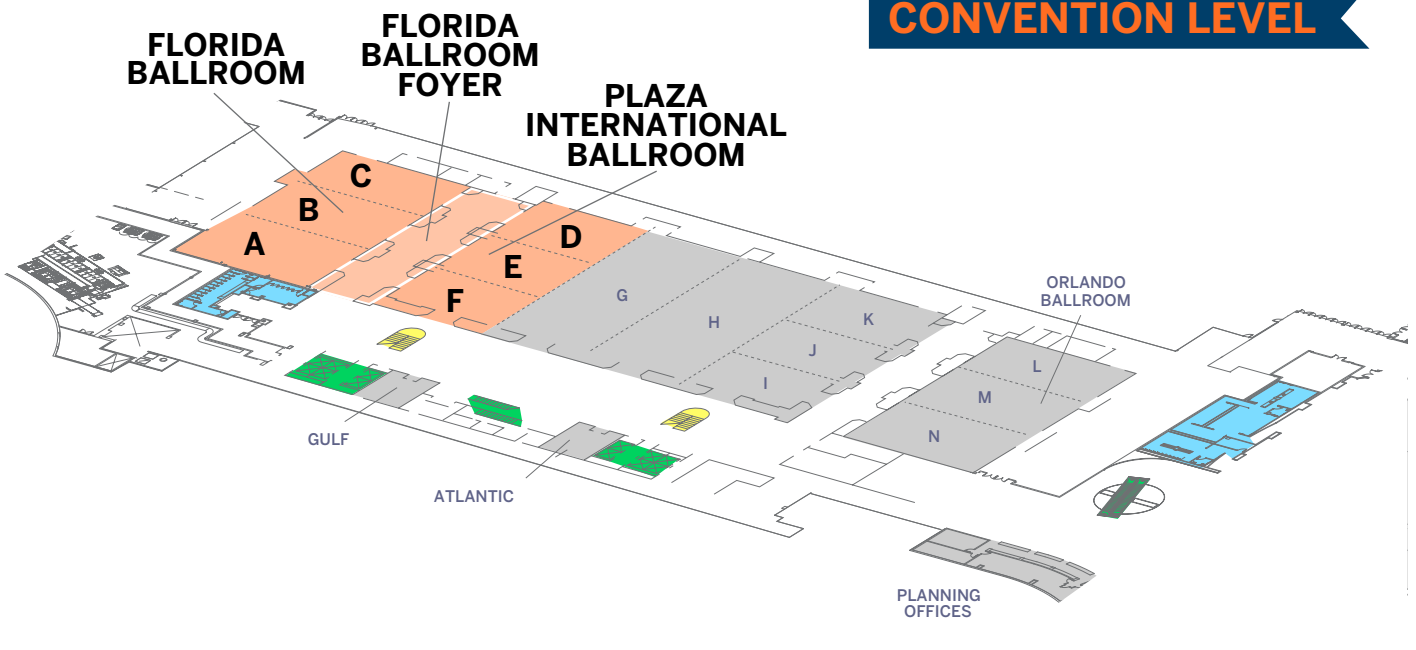 CONVENTION LEVEL
FLORIDA
BALLROOM
FLORIDA
BALLROOM
FOYER
PLAZA
INTERNATIONAL
BALLROOM
C
B
A
D
E
F
G
H
K
J
I
ORLANDO
BALLROOM
L
M
N
GULF
ATLANTIC
PLANNING
OFFICES